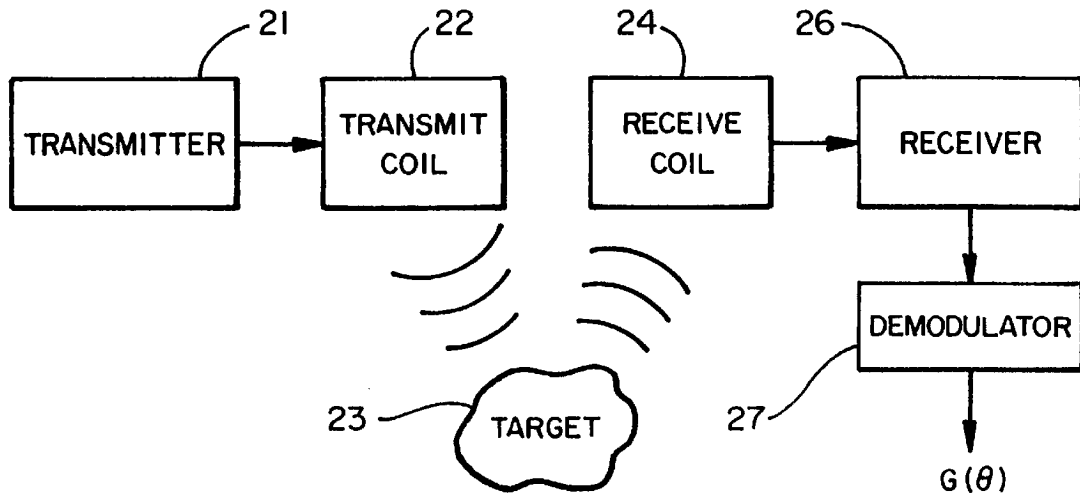 21
22
24
26
TRANSMITTER
TRANSMIT
COIL
RECEIVE
COIL
RECEIVER
DEMODULATOR
23
TARGET
27
G(θ)